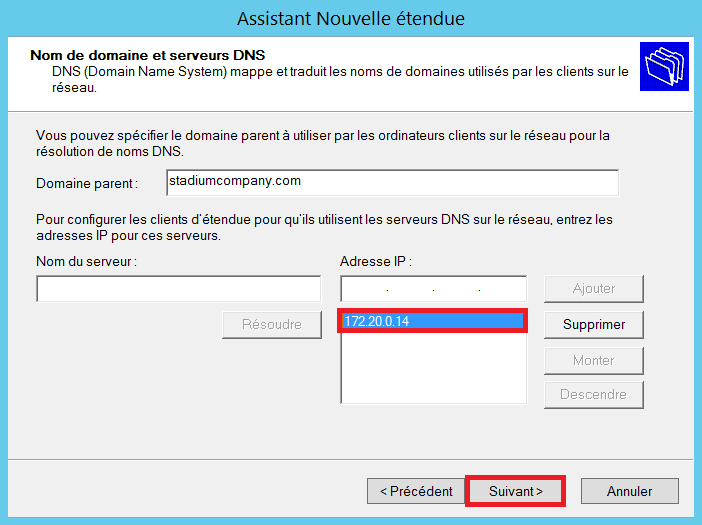 Assistant Nouvelle étendue
Nom de domaine et serveurs DNS
DNS (Domain Name System) mappe et traduit les noms de domaines utilisés par les clients sur le
réseau.
Vous pouvez spécifier le domaine parent à utiliser par les ordinateurs clients sur le réseau pour la
résolution de noms DNS.
Domaine parent : stadiumcompany.com
Pour configurer les clients d'étendue pour qu'ils utilisent les serveurs DNS sur le réseau, entrez les
adresses IP pour ces serveurs.
Nom du serveur : Adresse IP :
. . . Ajouter
Résoudre 172.20.0.14 Supprimer
Monter
Descendre
< Précédent Suivant > Annuler